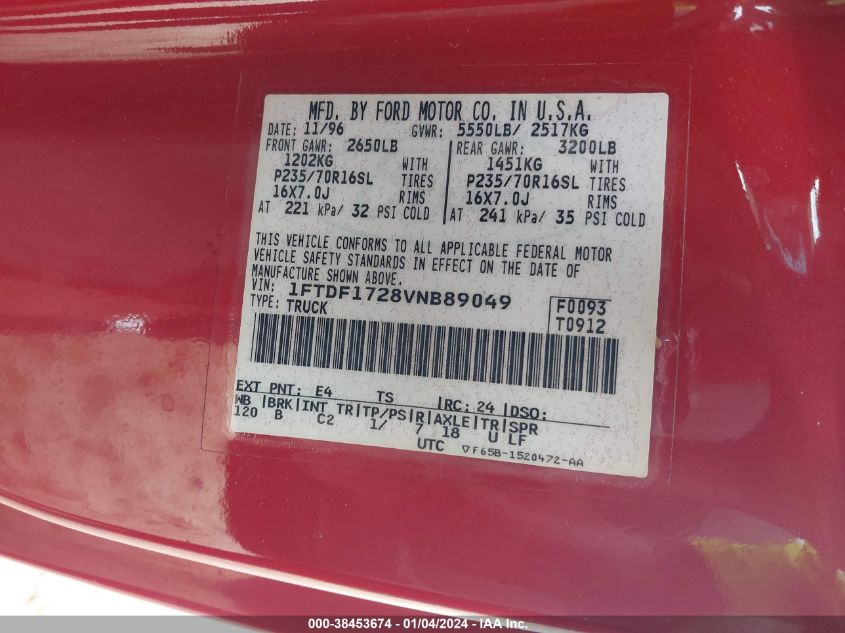 MFD. BY FORD MOTOR CO. IN U.S.A.
DATE: 11/96 GVWR: 5550LB/ 2517KG
FRONT GAWR: 2650LB REAR GAWR: 3200LB
1202KG WITH 1451KG WITH
P235/70R16SL TIRES P235/70R16SL TIRES
16X7.0J RIMS 16X7.0J RIMS
AT 221 kPa/ 32 PSI COLD AT 241 kPa/ 35 PSI COLD
THIS VEHICLE CONFORMS TO ALL APPLICABLE FEDERAL MOTOR
VEHICLE SAFETY STANDARDS IN EFFECT ON THE DATE OF
MANUFACTURE SHOWN ABOVE.
VIN: 1FTDF1728VNB89049 F0093
TYPE: TRUCK T0912
EXT PNT: E4 TS RC: 24 DSO:
WB BRK INT TR TP/PS R AXLE TR SPR
120 B C2 1/ 7 18 U LF
UTC ▽F65B-1520472-AA
000-38453674 - 01/04/2024 - IAA Inc.